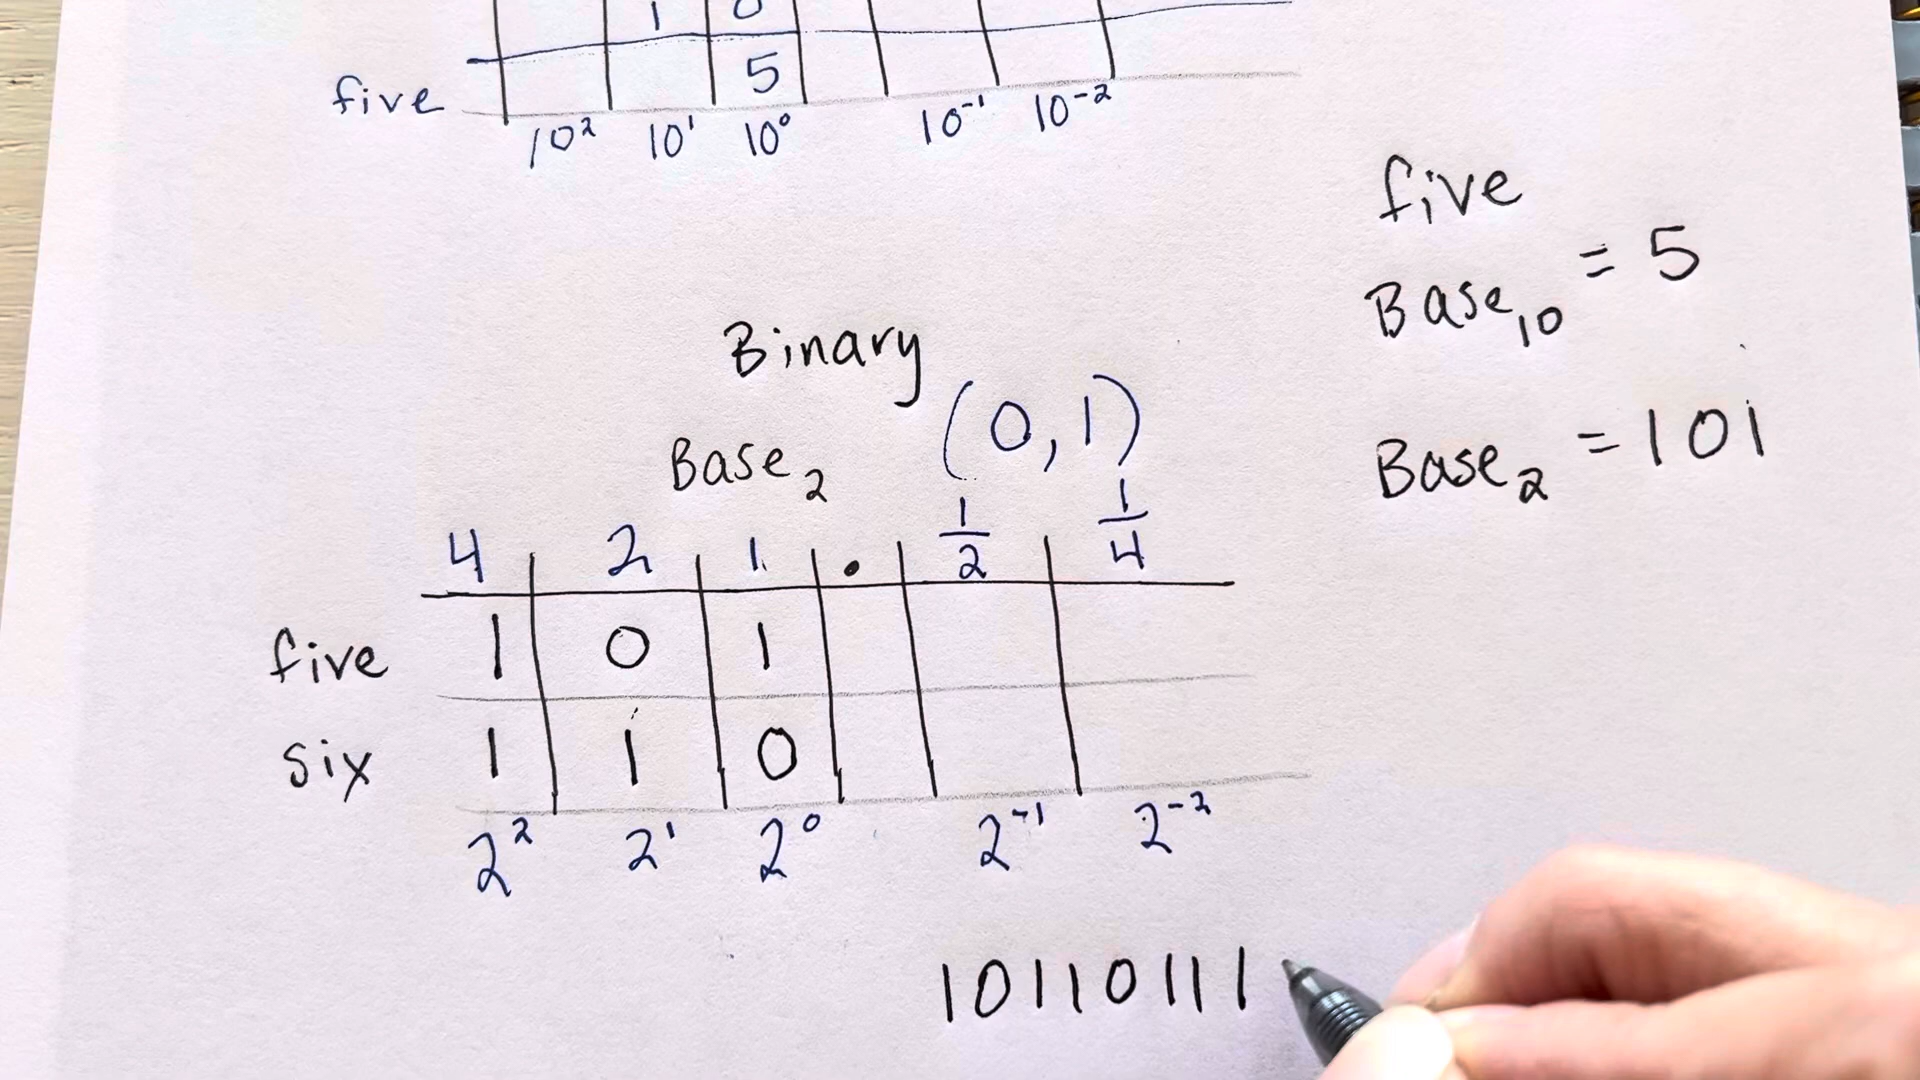 1 0
five 5
10² 10¹ 10⁰ 10⁻¹ 10⁻²
five
Base₁₀ = 5
Base₂ = 101
Binary
Base₂ (0,1)
4 2 1 . 1/2 1/4
five 1 0 1
six 1 1 0
2² 2¹ 2⁰ 2⁻¹ 2⁻²
10110111